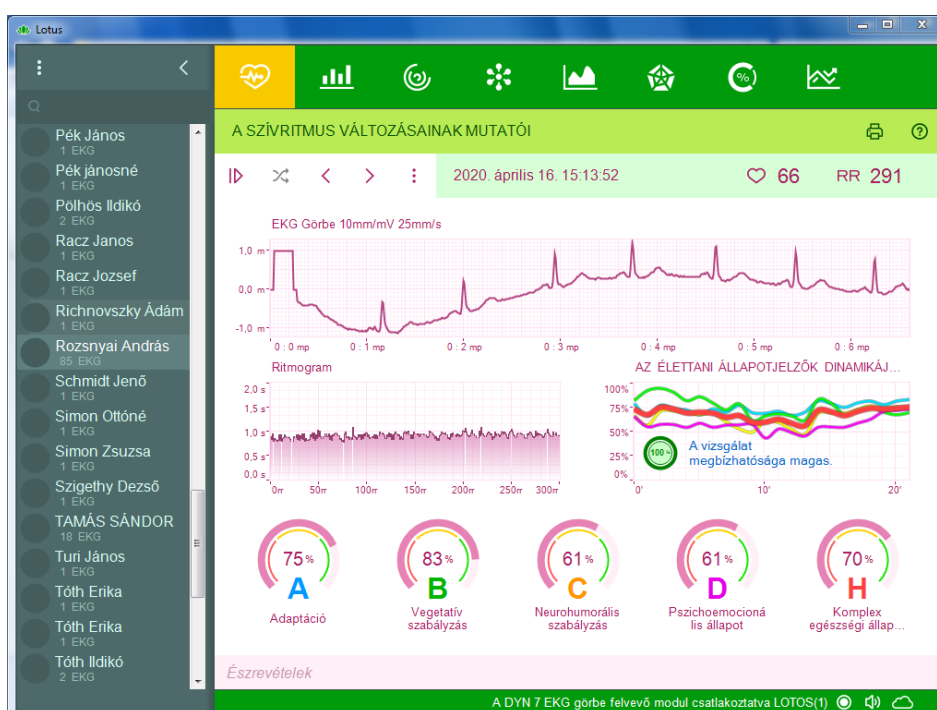 Lotus
Pék János
1 EKG
Pék jánosné
1 EKG
Pölhös Ildikó
2 EKG
Racz Janos
1 EKG
Racz Jozsef
1 EKG
Richnovszky Ádám
1 EKG
Rozsnyai András
85 EKG
Schmidt Jenő
1 EKG
Simon Ottóné
1 EKG
Simon Zsuzsa
1 EKG
Szigethy Dezső
1 EKG
TAMÁS SÁNDOR
18 EKG
Turi János
1 EKG
Tóth Erika
1 EKG
Tóth Erika
1 EKG
Tóth Ildikó
2 EKG
A SZÍVRITMUS VÁLTOZÁSAINAK MUTATÓI
2020. április 16. 15:13:52
66
RR 291
EKG Görbe 10mm/mV 25mm/s
1,0 m
0,0 m
-1,0 m
0 : 0 mp 0 : 1 mp 0 : 2 mp 0 : 3 mp 0 : 4 mp 0 : 5 mp 0 : 6 mp
Ritmogram
2,0 s
1,5 s
1,0 s
0,5 s
0,0 s
0rr 50rr 100rr 150rr 200rr 250rr 300rr
AZ ÉLETTANI ÁLLAPOTJELZŐK DINAMIKÁJ...
100%
75%
50%
25%
0%
100 %
A vizsgálat
megbízhatósága magas.
0' 10' 20'
75%
A
Adaptáció
83%
B
Vegetatív
szabályzás
61%
C
Neurohumorális
szabályzás
61%
D
Pszichoemocioná
lis állapot
70%
H
Komplex
egészségi állap...
Észrevételek
A DYN 7 EKG görbe felvevő modul csatlakoztatva LOTOS(1)